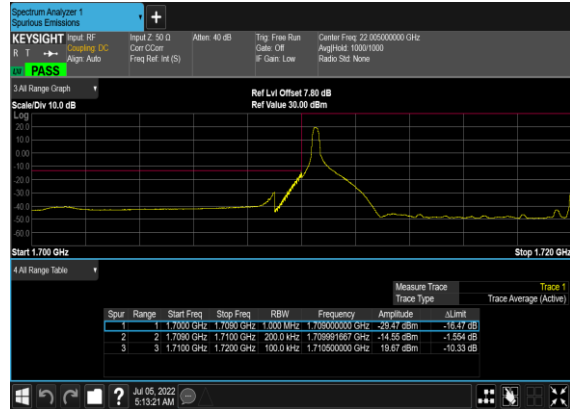 Spectrum Analyzer 1
Spurious Emissions
KEYSIGHT
R T
LW PASS
Input: RF
Coupling: DC
Align: Auto
Input Z: 50 Ω
Corr CCorr
Freq Ref: Int (S)
Atten: 40 dB
Trig: Free Run
Gate: Off
IF Gain: Low
Center Freq: 22.005000000 GHz
Avg|Hold: 1000/1000
Radio Std: None
3 All Range Graph
Scale/Div 10.0 dB
Ref Lvl Offset 7.80 dB
Ref Value 30.00 dBm
Log
20.0
10.0
0.00
-10.0
-20.0
-30.0
-40.0
-50.0
-60.0
Start 1.700 GHz
Stop 1.720 GHz
4 All Range Table
Measure Trace Trace 1
Trace Type Trace Average (Active)
Spur Range Start Freq Stop Freq RBW Frequency Amplitude ΔLimit
1 1 1.7000 GHz 1.7090 GHz 1.000 MHz 1.709000000 GHz -29.47 dBm -16.47 dB
2 2 1.7090 GHz 1.7100 GHz 200.0 kHz 1.709991667 GHz -14.55 dBm -1.554 dB
3 3 1.7100 GHz 1.7200 GHz 100.0 kHz 1.710500000 GHz 19.67 dBm -10.33 dB
?
Jul 05, 2022
5:13:21 AM